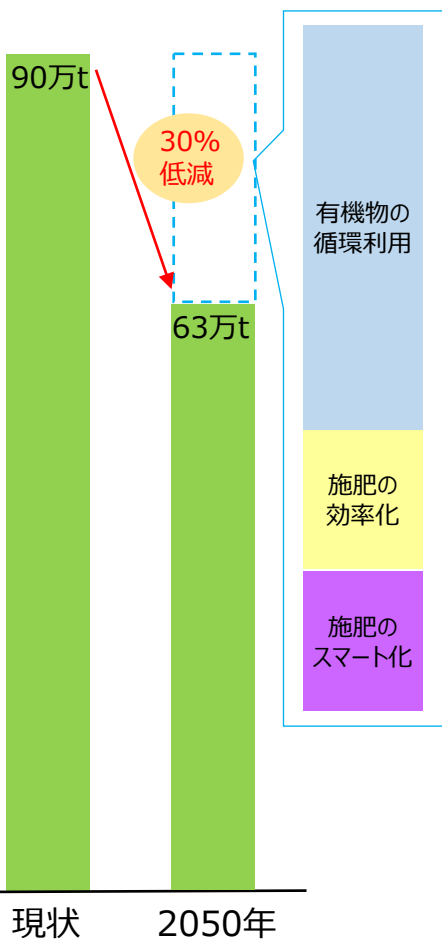 90万t
30%
低減
63万t
有機物の
循環利用
施肥の
効率化
施肥の
スマート化
現状
2050年